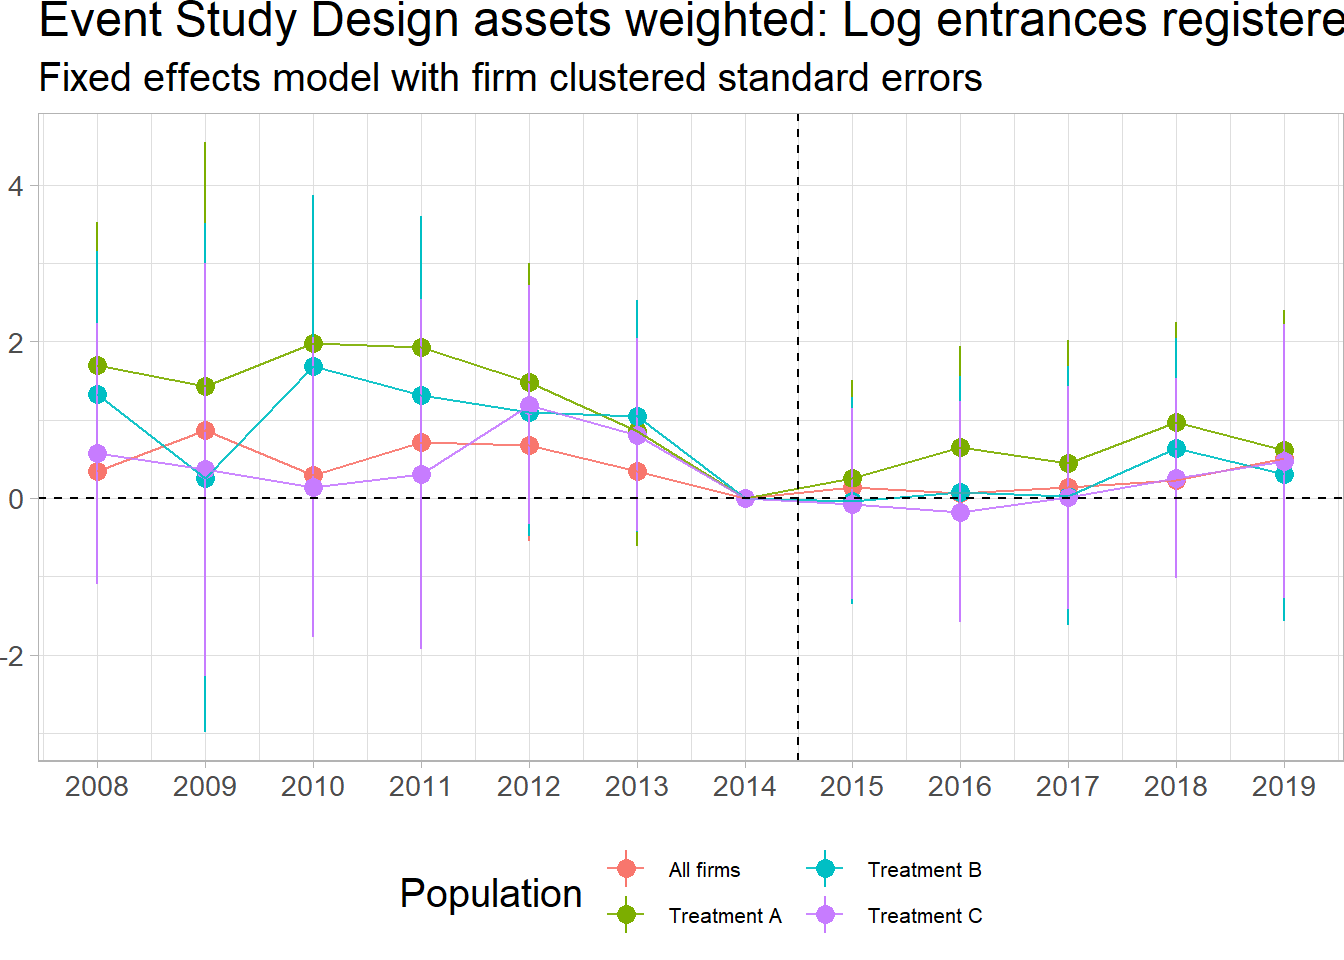 Event Study Design assets weighted: Log entrances registere
Fixed effects model with firm clustered standard errors
4
2
0
-2
2008 2009 2010 2011 2012 2013 2014 2015 2016 2017 2018 2019
Population
All firms
Treatment B
Treatment A
Treatment C